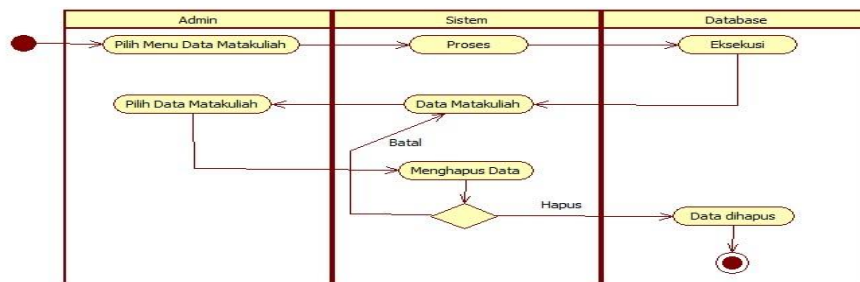 Admin
Sistem
Database
Pilih Menu Data Matakuliah
Proses
Eksekusi
Pilih Data Matakuliah
Data Matakuliah
Batal
Menghapus Data
Hapus
Data dihapus